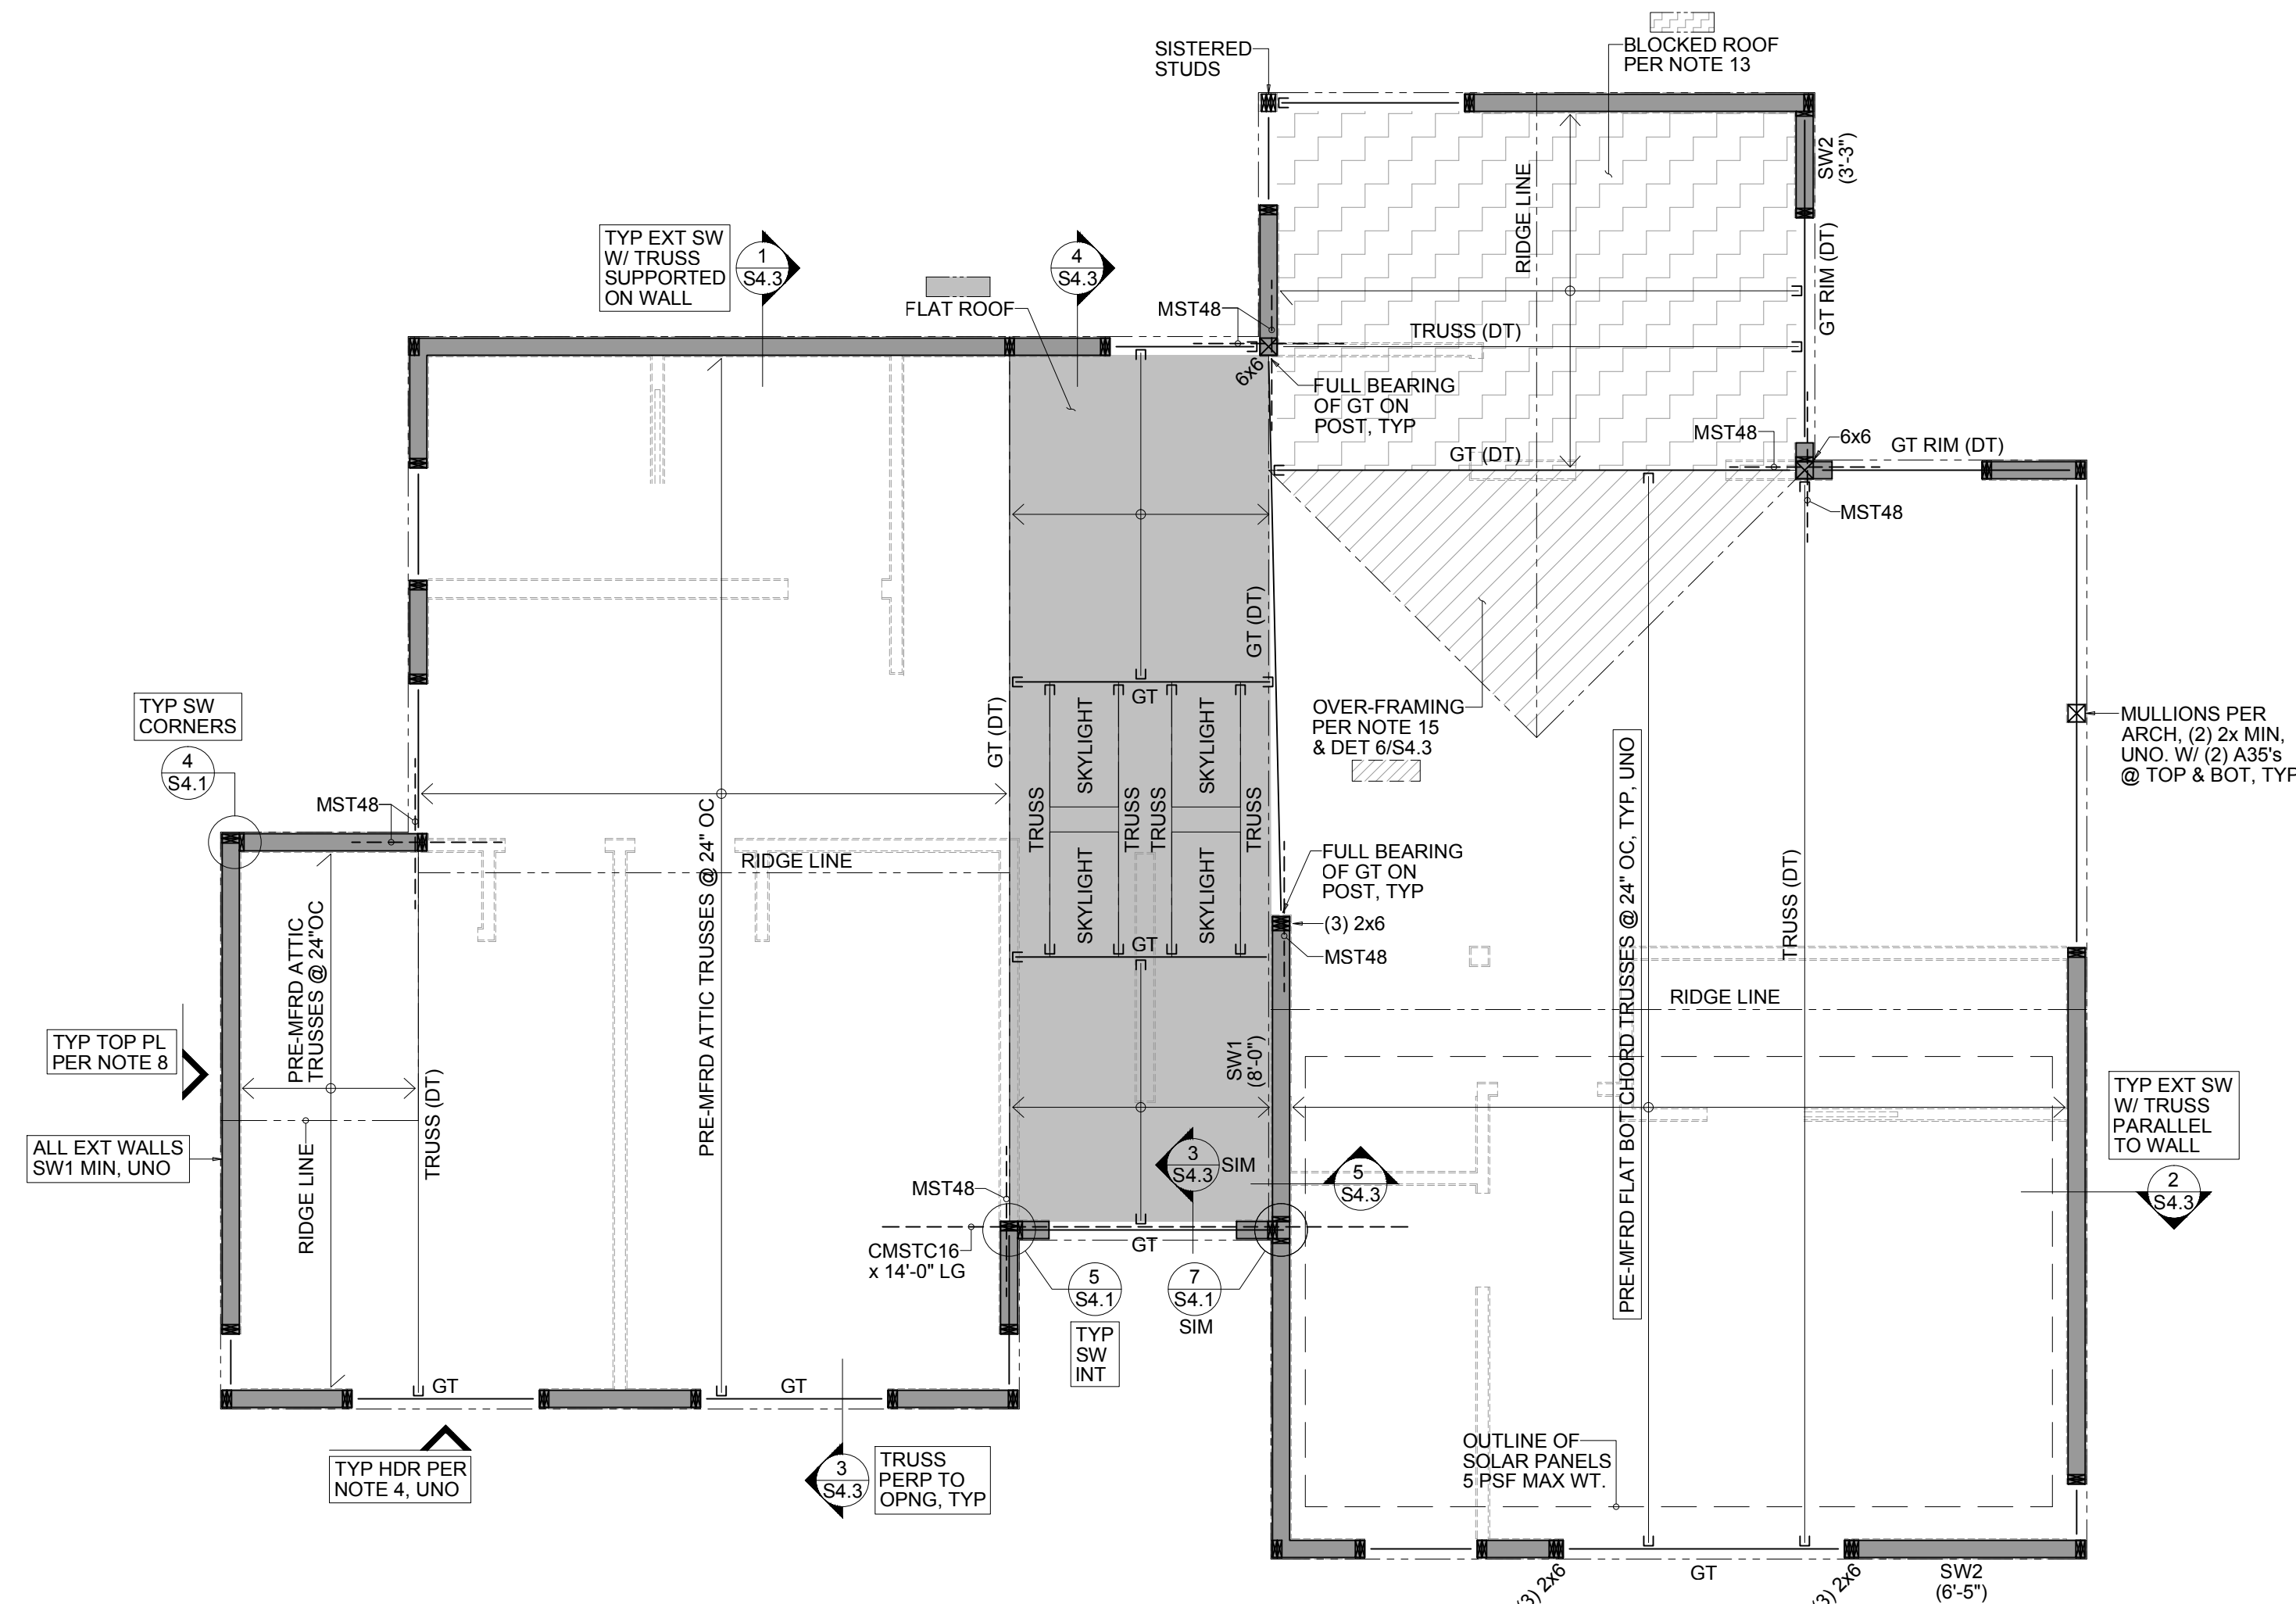 SISTERED
STUDS
BLOCKED ROOF
PER NOTE 13
SW2
(3'-3")
RIDGE LINE
GT RIM (DT)
TYP EXT SW
W/ TRUSS
SUPPORTED
ON WALL
1
S4.3
4
S4.3
FLAT ROOF
MST48
TRUSS (DT)
6x6
FULL BEARING
OF GT ON
POST, TYP
MST48
6x6
GT RIM (DT)
GT (DT)
MST48
GT (DT)
GT
TYP SW
CORNERS
4
S4.1
MST48
GT (DT)
SKYLIGHT
SKYLIGHT
TRUSS
TRUSS
TRUSS
TRUSS
SKYLIGHT
SKYLIGHT
GT
OVER-FRAMING
PER NOTE 15
& DET 6/S4.3
MULLIONS PER
ARCH, (2) 2x MIN,
UNO. W/ (2) A35's
@ TOP & BOT, TYP
RIDGE LINE
FULL BEARING
OF GT ON
POST, TYP
(3) 2x6
MST48
PRE-MFRD ATTIC
TRUSSES @ 24"OC
PRE-MFRD ATTIC TRUSSES @ 24" OC
PRE-MFRD FLAT BOT CHORD TRUSSES @ 24" OC, TYP, UNO
TRUSS (DT)
RIDGE LINE
TYP TOP PL
PER NOTE 8
TRUSS (DT)
SW1
(8'-0")
TYP EXT SW
W/ TRUSS
PARALLEL
TO WALL
2
S4.3
ALL EXT WALLS
SW1 MIN, UNO
RIDGE LINE
3
S4.3
SIM
5
S4.3
MST48
CMSTC16
x 14'-0" LG
GT
5
S4.1
TYP
SW
INT
7
S4.1
SIM
GT
GT
TYP HDR PER
NOTE 4, UNO
3
S4.3
TRUSS
PERP TO
OPNG, TYP
OUTLINE OF
SOLAR PANELS
5 PSF MAX WT.
(3) 2x6
GT
(3) 2x6
SW2
(6'-5")